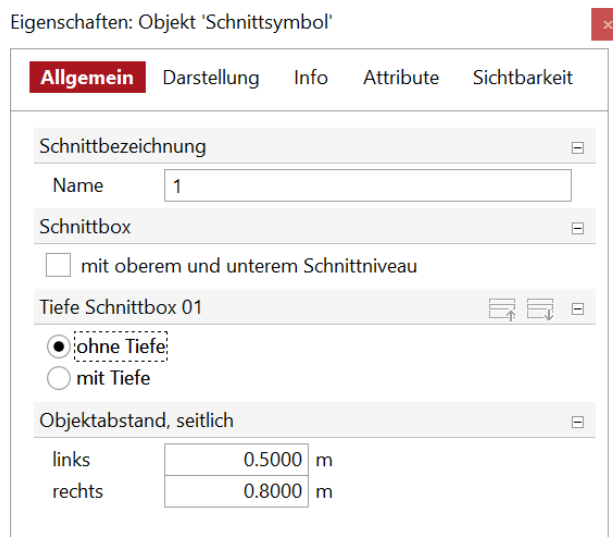 Eigenschaften: Objekt 'Schnittsymbol'
Allgemein Darstellung Info Attribute Sichtbarkeit
Schnittbezeichnung
Name 1
Schnittbox
mit oberem und unterem Schnittniveau
Tiefe Schnittbox 01
ohne Tiefe
mit Tiefe
Objektabstand, seitlich
links 0.5000 m
rechts 0.8000 m